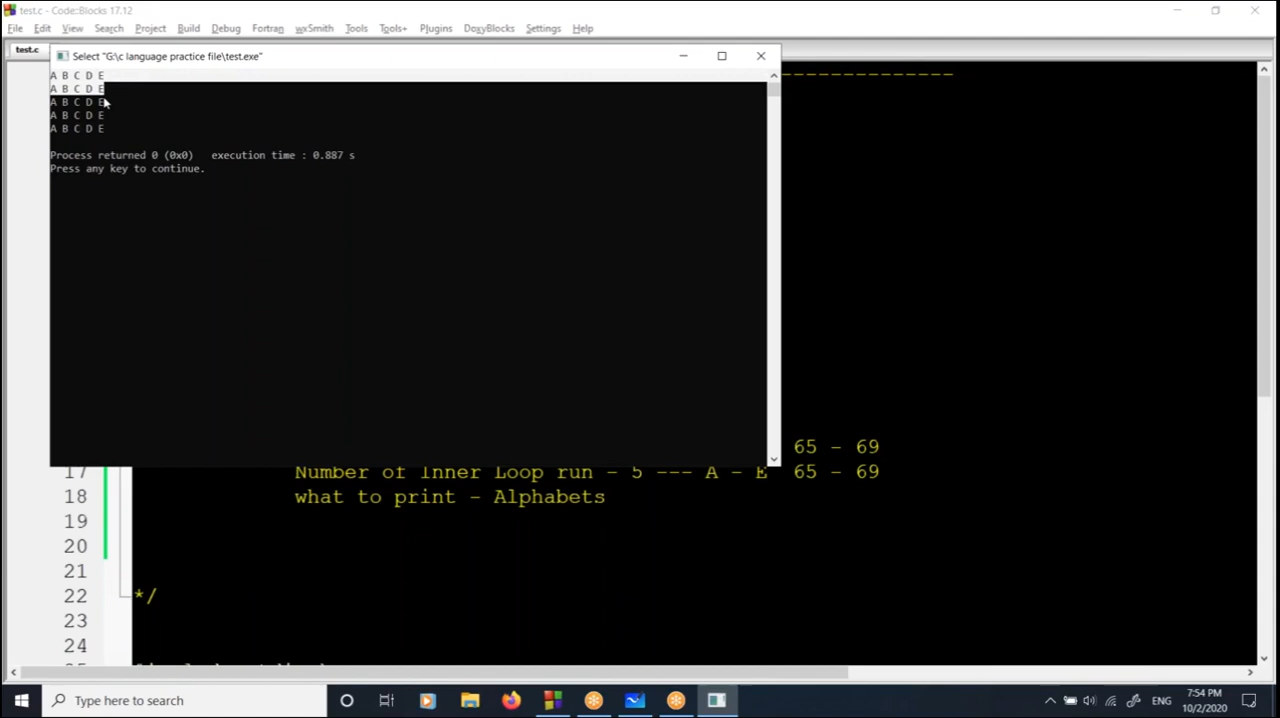 test.c - Code::Blocks 17.12
File Edit View Search Project Build Debug Fortran wxSmith Tools Tools+ Plugins DoxyBlocks Settings Help
test.c
Select "G:\c language practice file\test.exe"
A B C D E
A B C D E
A B C D E
A B C D E
A B C D E
Process returned 0 (0x0)   execution time : 0.887 s
Press any key to continue.
65 - 69
17 Number of Inner Loop run - 5 --- A - E 65 - 69
18 what to print - Alphabets
19
20
21
22 */
23
24
Type here to search
ENG
7:54 PM
10/2/2020